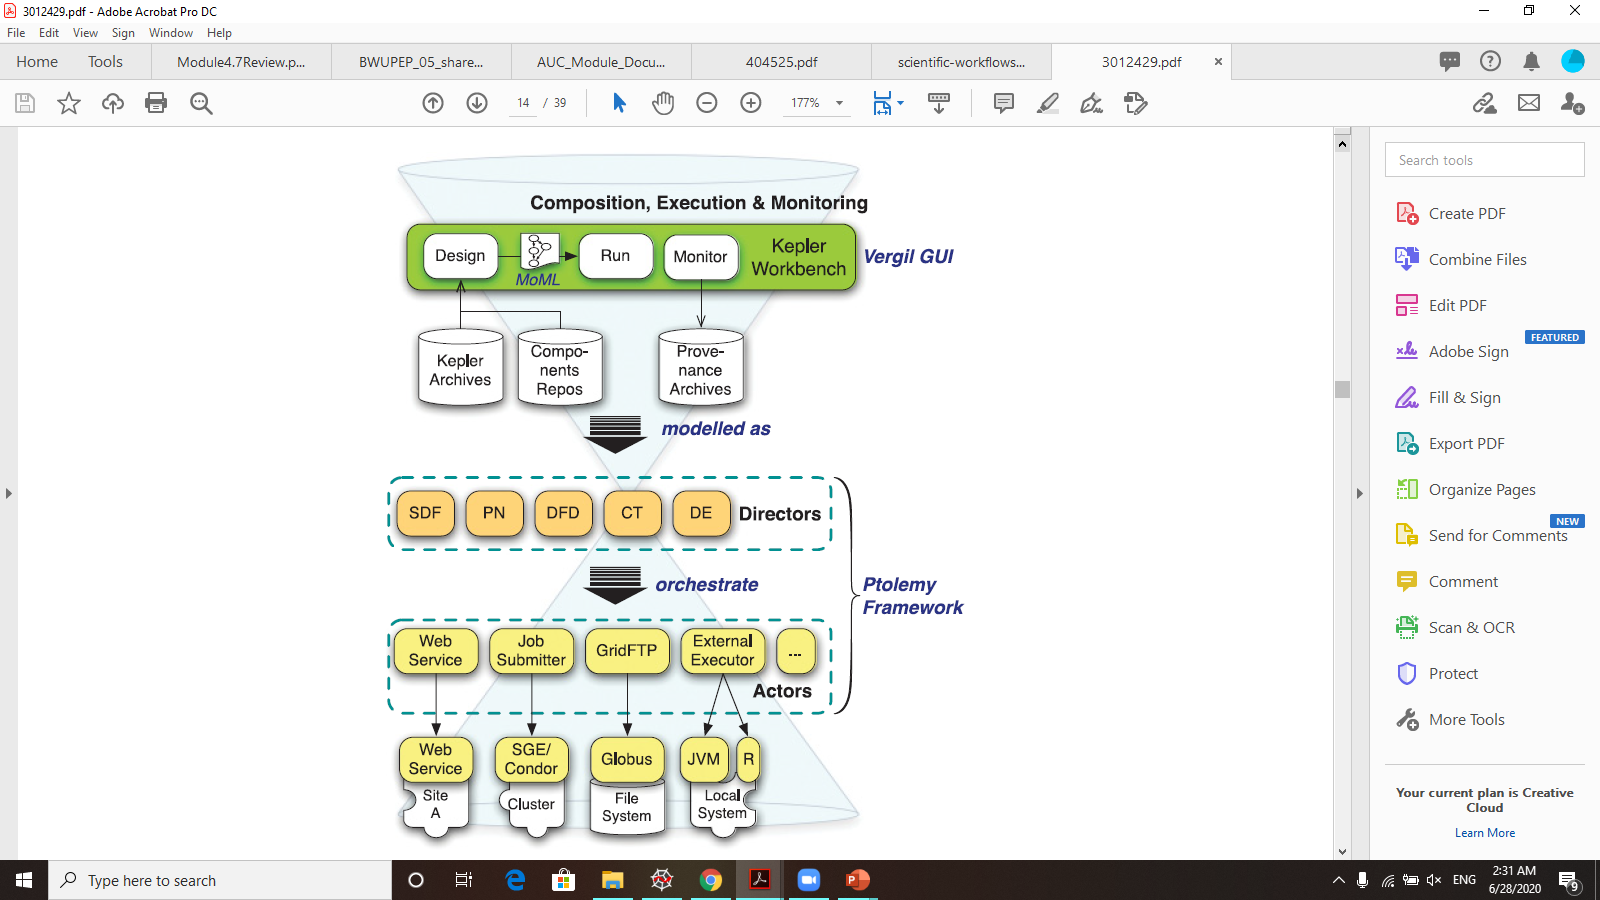 3012429.pdf - Adobe Acrobat Pro DC
File Edit View Sign Window Help
Home Tools Module4.7Review.p... BWUPEP_05_share... AUC_Module_Docu... 404525.pdf scientific-workflows... 3012429.pdf ×
14 / 39 177%
Composition, Execution & Monitoring
Design
MoML
Run
Monitor
Kepler
Workbench
Vergil GUI
Kepler
Archives
Compo-
nents
Repos
Prove-
nance
Archives
modelled as
SDF PN DFD CT DE Directors
orchestrate
Ptolemy
Framework
Web
Service
Job
Submitter
GridFTP
External
Executor
...
Actors
Web
Service
SGE/
Condor
Globus
JVM
R
Site
A
Cluster
File
System
Local
System
Search tools
Create PDF
Combine Files
Edit PDF
FEATURED
Adobe Sign
Fill & Sign
Export PDF
Organize Pages
NEW
Send for Comments
Comment
Scan & OCR
Protect
More Tools
Your current plan is Creative
Cloud
Learn More
Type here to search
ENG
2:31 AM
6/28/2020
9